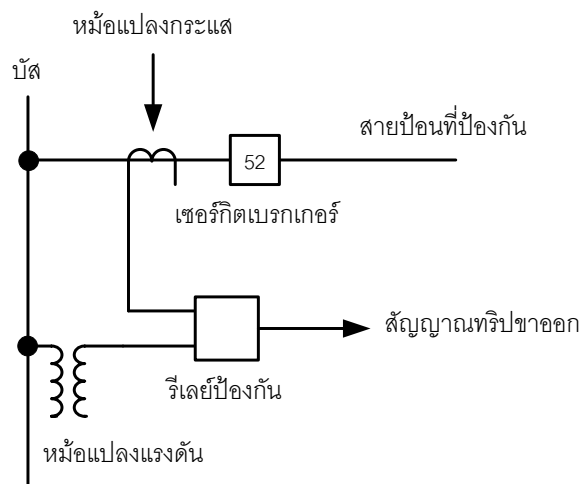 หม้อแปลงกระแส
บัส
สายป้อนที่ป้องกัน
52
เซอร์กิตเบรกเกอร์
สัญญาณทริปขาออก
รีเลย์ป้องกัน
หม้อแปลงแรงดัน